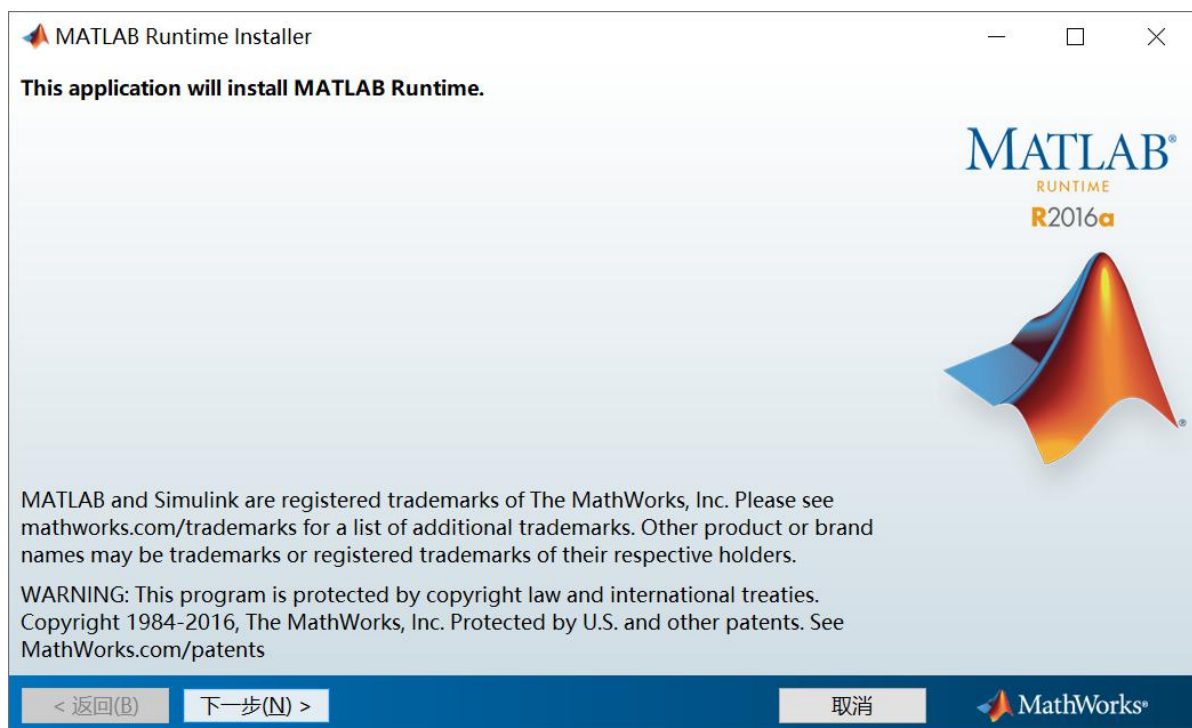 MATLAB Runtime Installer
This application will install MATLAB Runtime.
MATLAB®
RUNTIME
R2016a
®
MATLAB and Simulink are registered trademarks of The MathWorks, Inc. Please see
mathworks.com/trademarks for a list of additional trademarks. Other product or brand
names may be trademarks or registered trademarks of their respective holders.
WARNING: This program is protected by copyright law and international treaties.
Copyright 1984-2016, The MathWorks, Inc. Protected by U.S. and other patents. See
MathWorks.com/patents
< 返回(B)
下一步(N) >
取消
MathWorks®